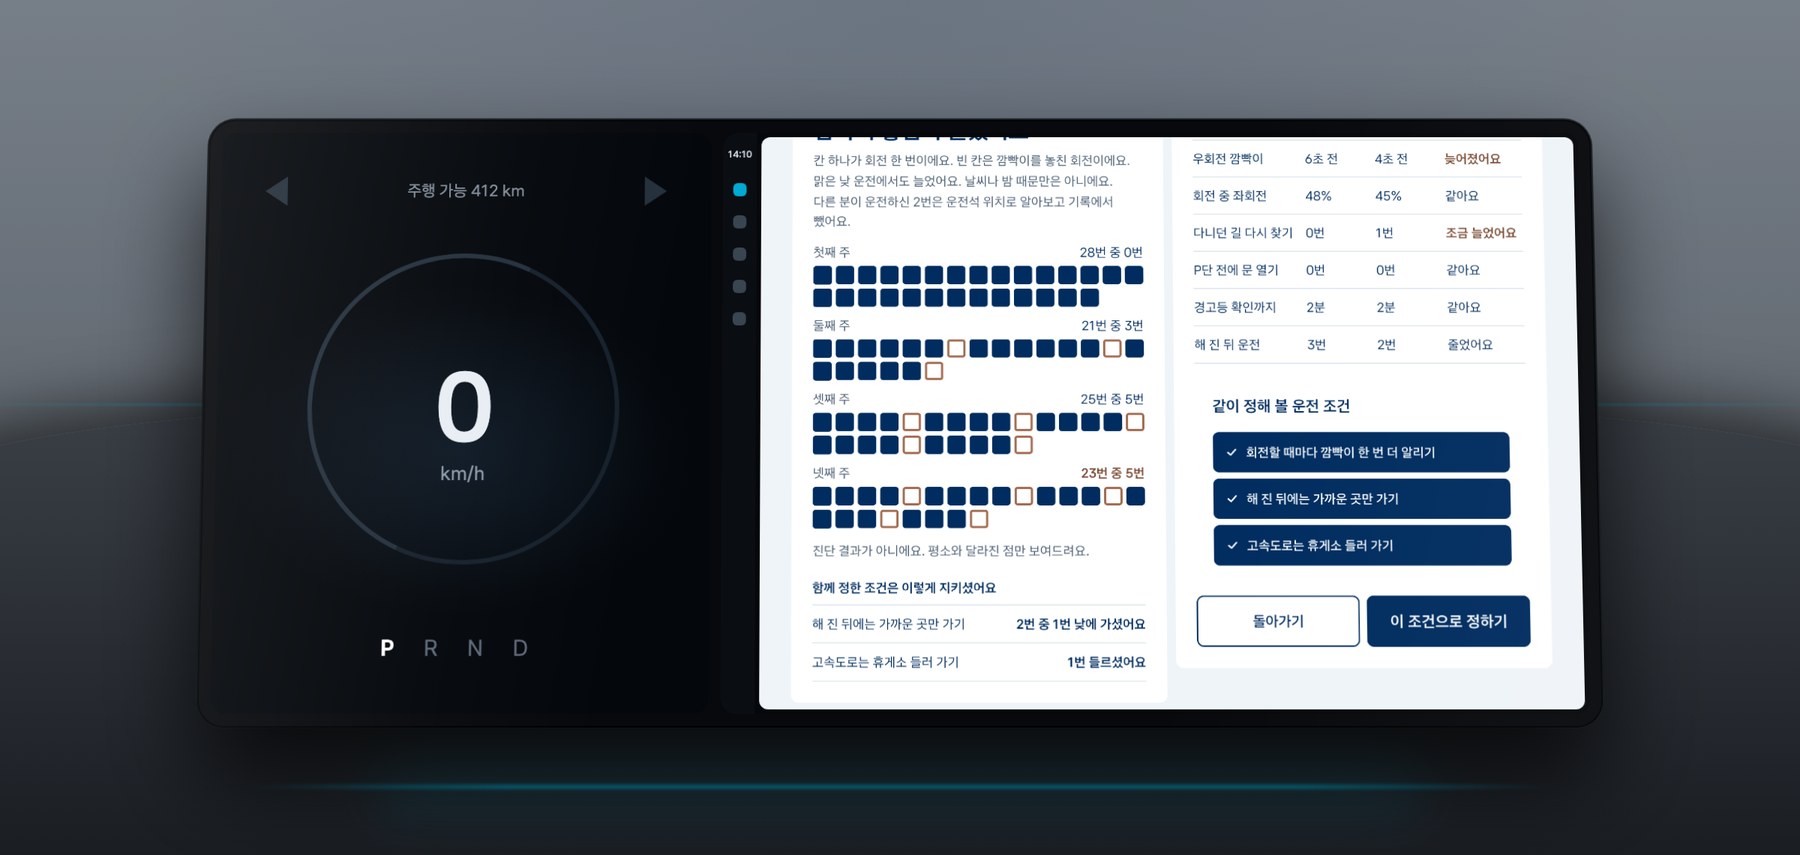 주행 가능 412 km
0
km/h
P R N D
14:10
칸 하나가 회전 한 번이에요. 빈 칸은 깜빡이를 놓친 회전이에요.
맑은 낮 운전에서도 늘었어요. 날씨나 밤 때문만은 아니에요.
다른 분이 운전하신 2번은 운전석 위치로 알아보고 기록에서
뺐어요.
첫째 주 28번 중 0번
둘째 주 21번 중 3번
셋째 주 25번 중 5번
넷째 주 23번 중 5번
진단 결과가 아니에요. 평소와 달라진 점만 보여드려요.
함께 정한 조건은 이렇게 지키셨어요
해 진 뒤에는 가까운 곳만 가기 2번 중 1번 낮에 가셨어요
고속도로는 휴게소 들러 가기 1번 들르셨어요
우회전 깜빡이 6초 전 4초 전 늦어졌어요
회전 중 좌회전 48% 45% 같아요
다니던 길 다시 찾기 0번 1번 조금 늘었어요
P단 전에 문 열기 0번 0번 같아요
경고등 확인까지 2분 2분 같아요
해 진 뒤 운전 3번 2번 줄었어요
같이 정해 볼 운전 조건
회전할 때마다 깜빡이 한 번 더 알리기
해 진 뒤에는 가까운 곳만 가기
고속도로는 휴게소 들러 가기
돌아가기
이 조건으로 정하기